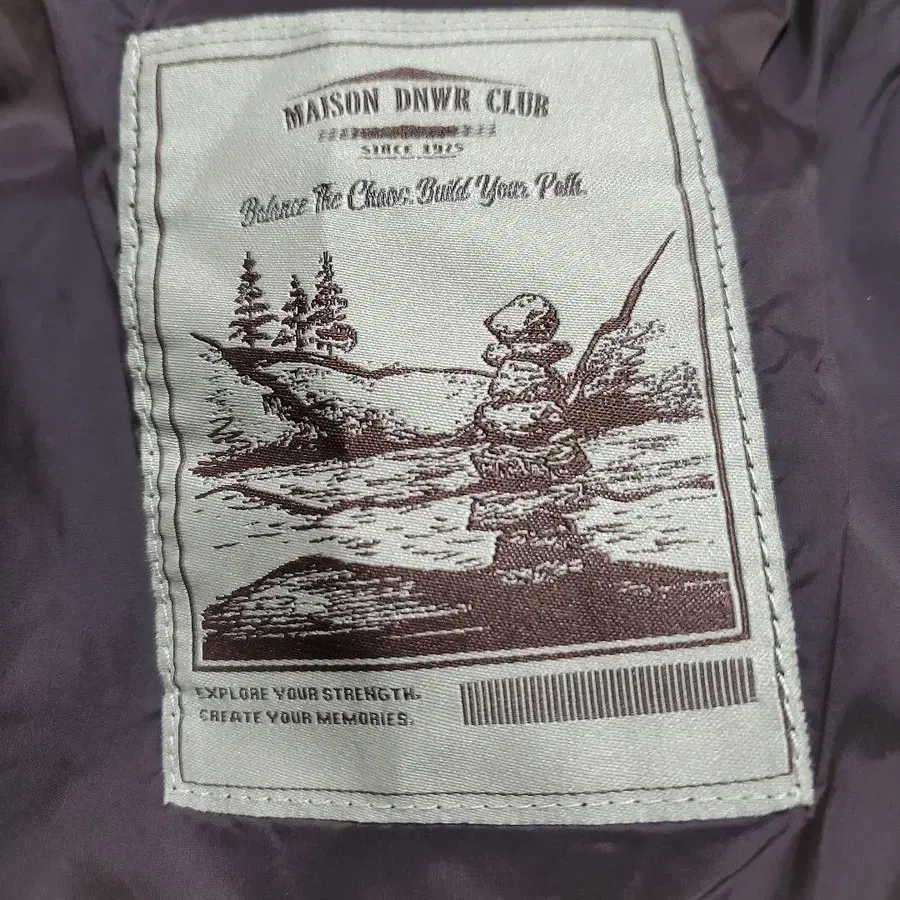 MAISON DNWR CLUB
SINCE 1975
Balance The Chaos. Build Your Path.
EXPLORE YOUR STRENGTH.
CREATE YOUR MEMORIES.